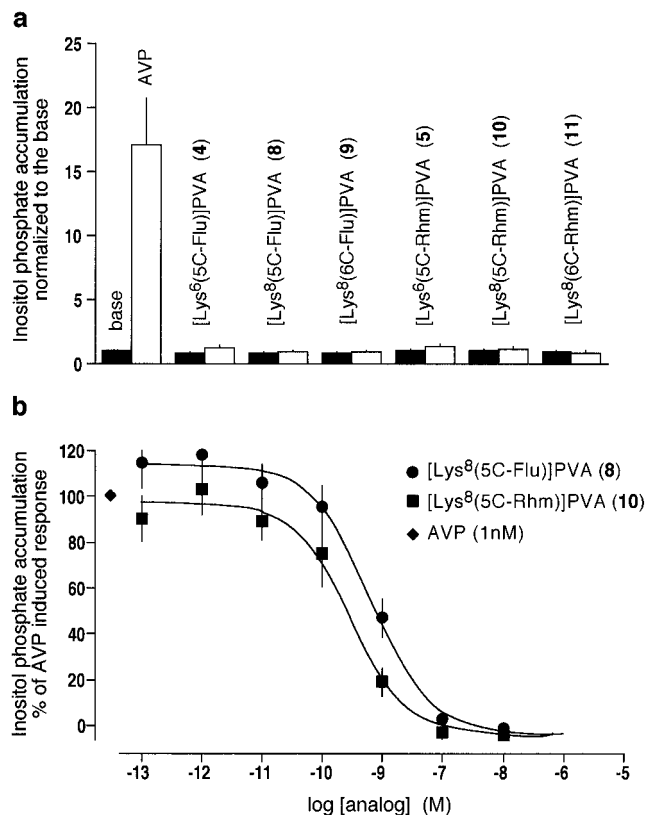 a
Inositol phosphate accumulation
normalized to the base
25
20
15
10
5
0
base
AVP
[Lys6(5C-Flu)]PVA (4)
[Lys8(5C-Flu)]PVA (8)
[Lys8(6C-Flu)]PVA (9)
[Lys6(5C-Rhm)]PVA (5)
[Lys8(5C-Rhm)]PVA (10)
[Lys8(6C-Rhm)]PVA (11)
b
Inositol phosphate accumulation
% of AVP induced response
120
100
80
60
40
20
0
[Lys8(5C-Flu)]PVA (8)
[Lys8(5C-Rhm)]PVA (10)
AVP (1nM)
-13 -12 -11 -10 -9 -7 -8 -6 -5
log [analog] (M)